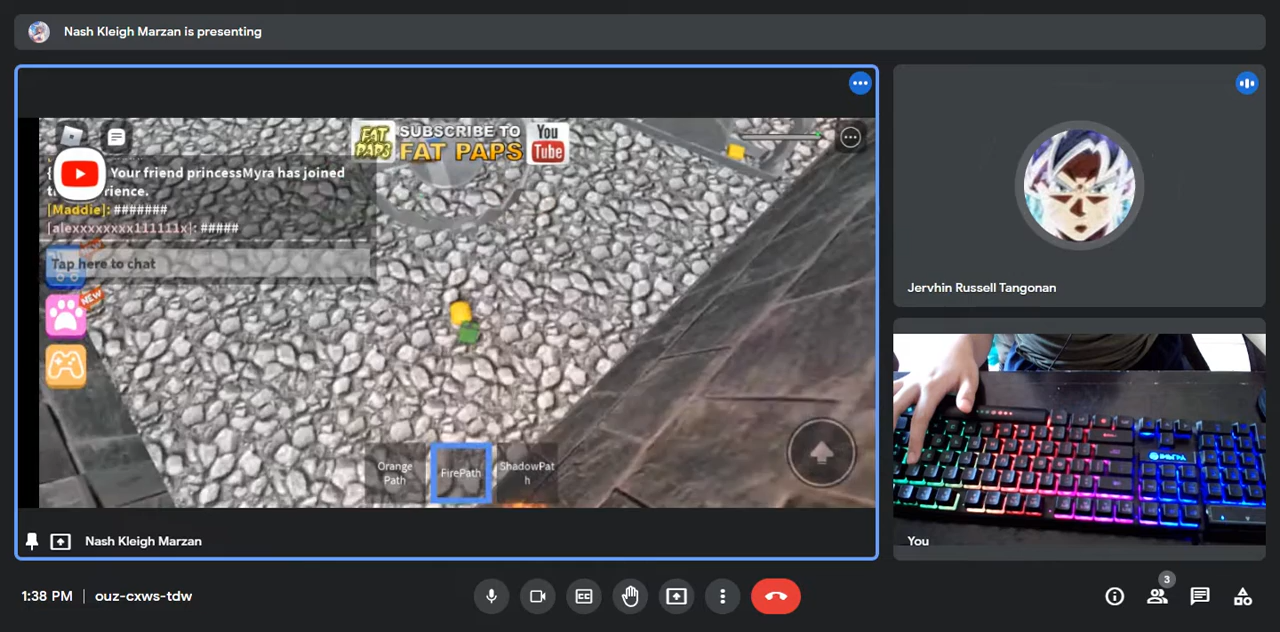 Nash Kleigh Marzan is presenting
FAT PAPS
SUBSCRIBE TO
FAT PAPS
You
Tube
Your friend princessMyra has joined
[Maddie]: #######
[alexxxxxxxx111111x]: #####
Tap here to chat
NEW
Orange
Path
FirePath
ShadowPat
h
Nash Kleigh Marzan
Jervhin Russell Tangonan
You
1:38 PM | ouz-cxws-tdw
3